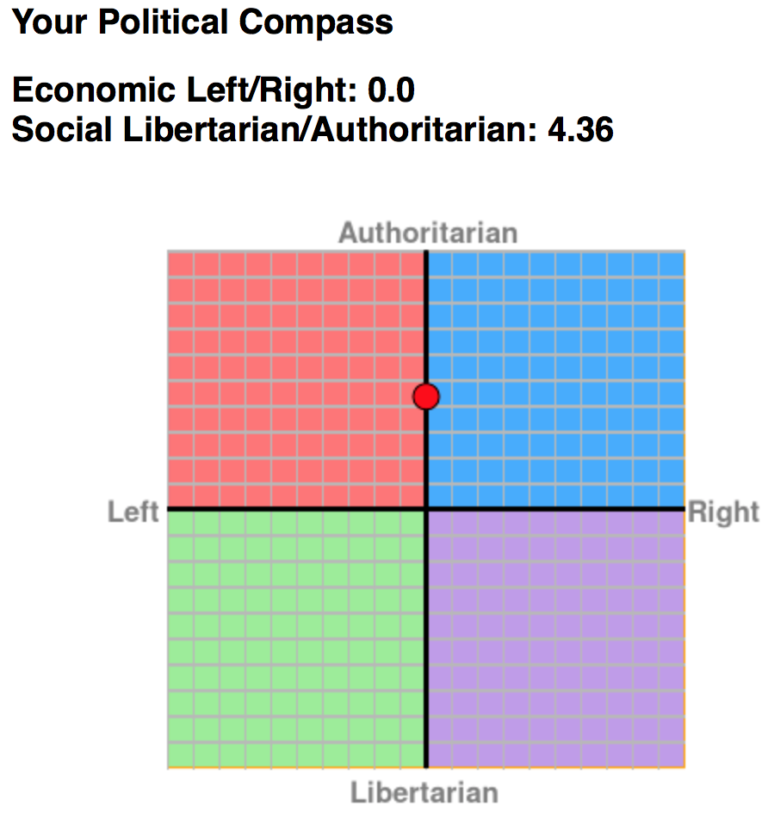 Your Political Compass
Economic Left/Right: 0.0
Social Libertarian/Authoritarian: 4.36
Authoritarian
Left
Right
Libertarian